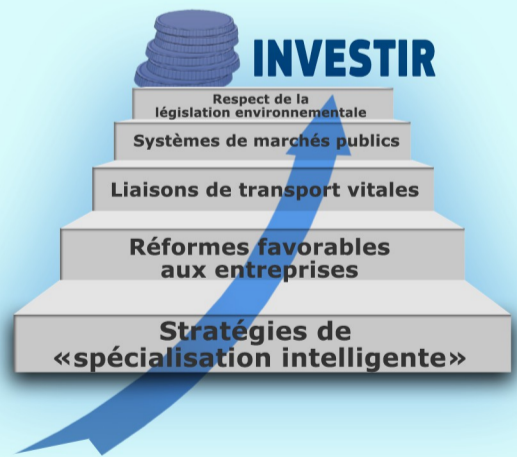 INVESTIR
Respect de la
législation environnementale
Systèmes de marchés publics
Liaisons de transport vitales
Réformes favorables
aux entreprises
Stratégies de
«spécialisation intelligente»